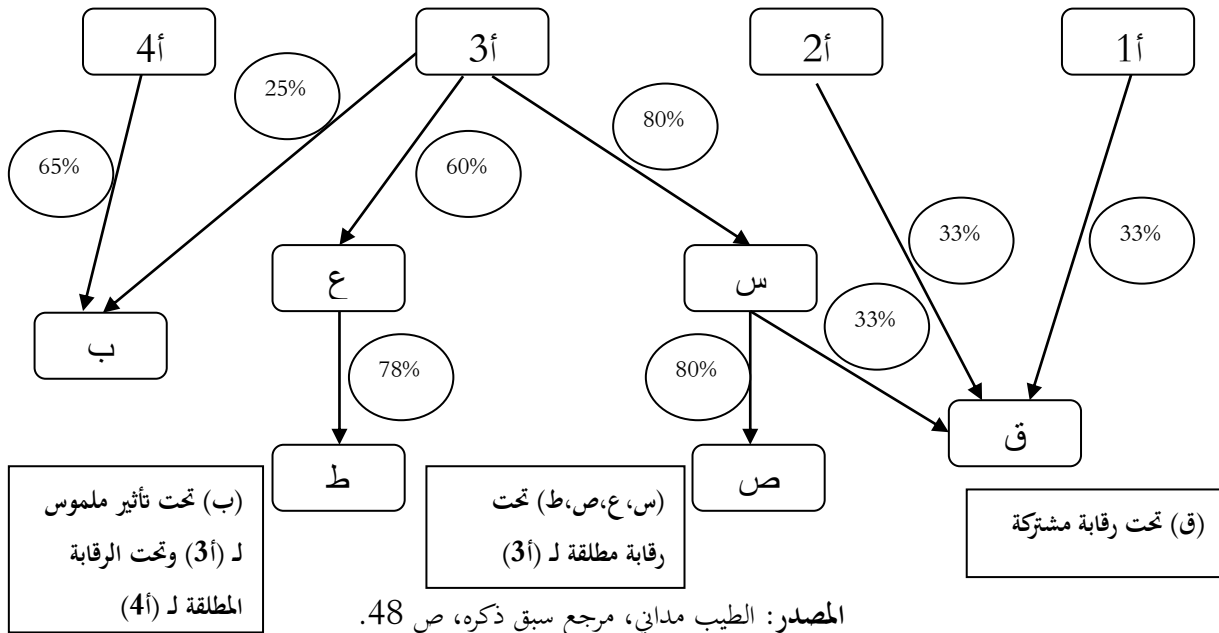 أ1
أ2
أ3
أ4
25%
80%
65%
60%
33%
33%
س
ع
ب
33%
80%
78%
ق
ص
ط
(ق) تحت رقابة مشتركة
(س،ع،ص،ط) تحت
رقابة مطلقة لـ (أ3)
(ب) تحت تأثير ملموس
لـ (أ3) وتحت الرقابة
المطلقة لـ (أ4)
المصدر: الطيب مداني، مرجع سبق ذكره، ص 48.